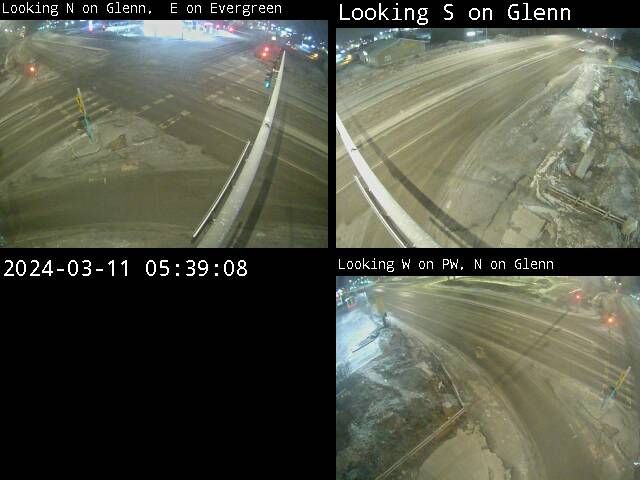 Looking N on Glenn, E on Evergreen
Looking S on Glenn
2024-03-11 05:39:08
Looking W on PW, N on Glenn